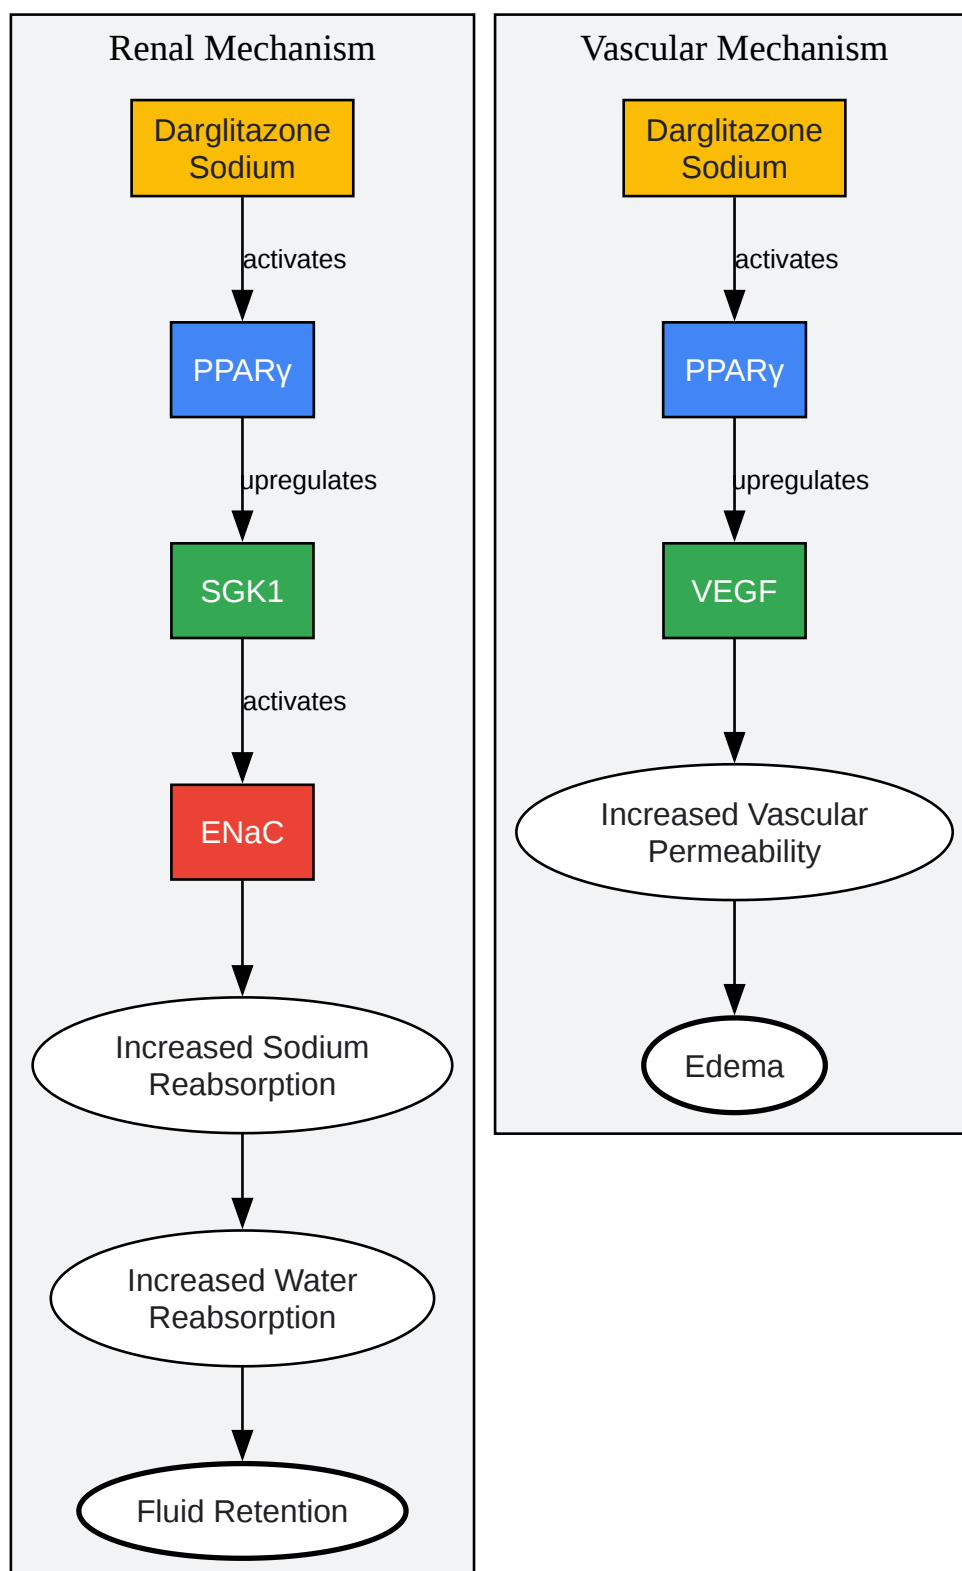 Renal Mechanism
Darglitazone
Sodium
activates
PPARγ
upregulates
SGK1
activates
ENaC
Increased Sodium
Reabsorption
Increased Water
Reabsorption
Fluid Retention
Vascular Mechanism
Darglitazone
Sodium
activates
PPARγ
upregulates
VEGF
Increased Vascular
Permeability
Edema